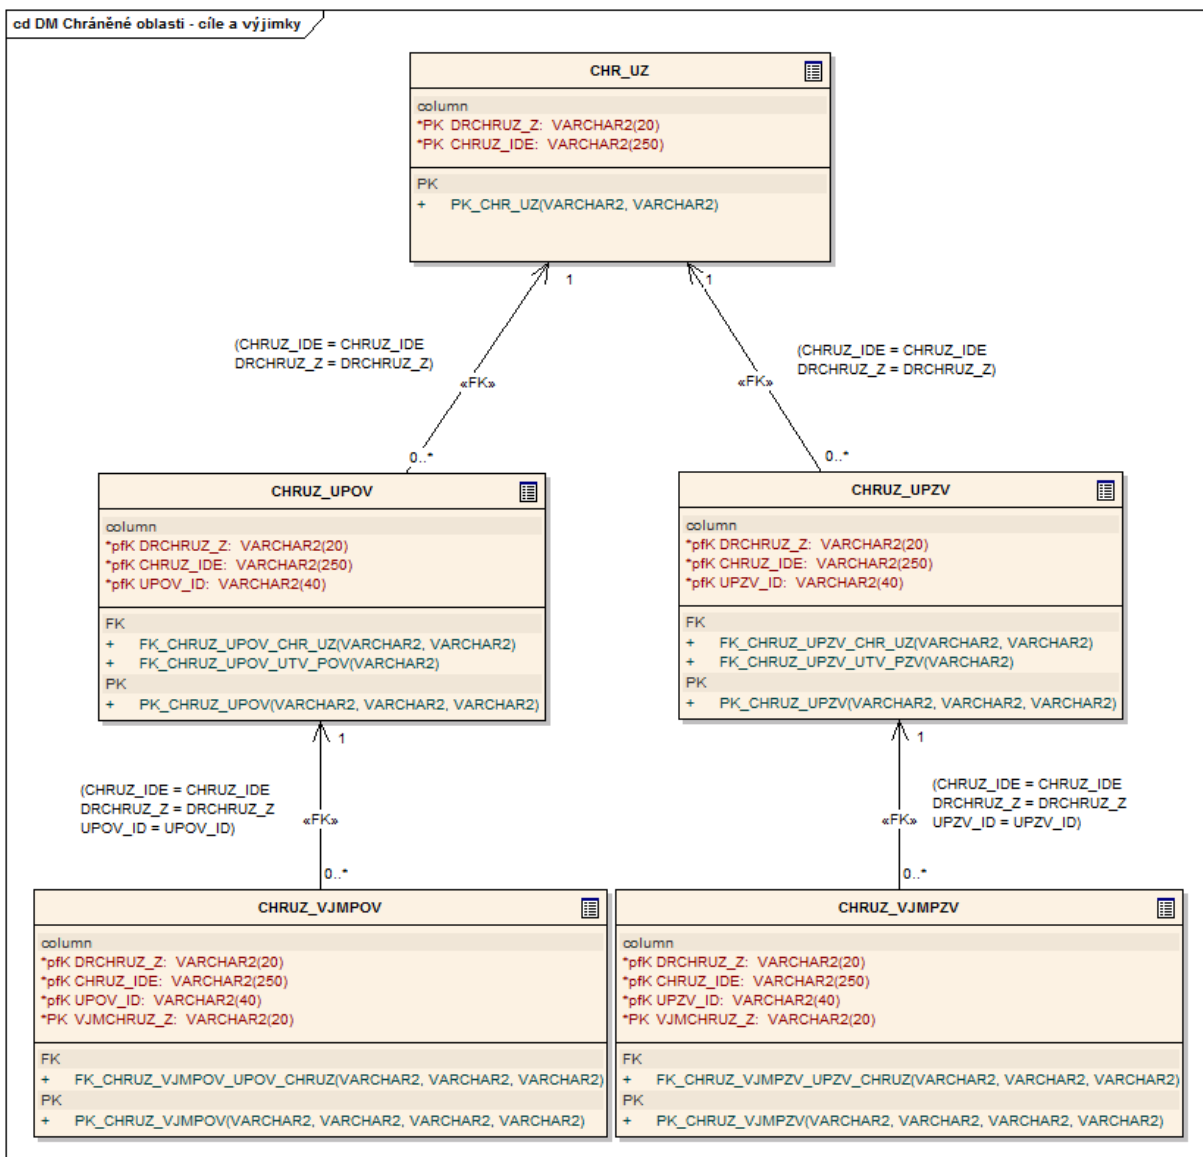 cd DM Chráněné oblasti - cíle a výjimky
CHR_UZ
column
*PK DRCHRUZ_Z: VARCHAR2(20)
*PK CHRUZ_IDE: VARCHAR2(250)
PK
+ PK_CHR_UZ(VARCHAR2, VARCHAR2)
1
1
(CHRUZ_IDE = CHRUZ_IDE
DRCHRUZ_Z = DRCHRUZ_Z)
«FK»
0..*
(CHRUZ_IDE = CHRUZ_IDE
DRCHRUZ_Z = DRCHRUZ_Z)
«FK»
0..*
CHRUZ_UPOV
column
*pfK DRCHRUZ_Z: VARCHAR2(20)
*pfK CHRUZ_IDE: VARCHAR2(250)
*pfK UPOV_ID: VARCHAR2(40)
FK
+ FK_CHRUZ_UPOV_CHR_UZ(VARCHAR2, VARCHAR2)
+ FK_CHRUZ_UPOV_UTV_POV(VARCHAR2)
PK
+ PK_CHRUZ_UPOV(VARCHAR2, VARCHAR2, VARCHAR2)
CHRUZ_UPZV
column
*pfK DRCHRUZ_Z: VARCHAR2(20)
*pfK CHRUZ_IDE: VARCHAR2(250)
*pfK UPZV_ID: VARCHAR2(40)
FK
+ FK_CHRUZ_UPZV_CHR_UZ(VARCHAR2, VARCHAR2)
+ FK_CHRUZ_UPZV_UTV_PZV(VARCHAR2)
PK
+ PK_CHRUZ_UPZV(VARCHAR2, VARCHAR2, VARCHAR2)
1
(CHRUZ_IDE = CHRUZ_IDE
DRCHRUZ_Z = DRCHRUZ_Z
UPOV_ID = UPOV_ID)
«FK»
0..*
1
(CHRUZ_IDE = CHRUZ_IDE
DRCHRUZ_Z = DRCHRUZ_Z
UPZV_ID = UPZV_ID)
«FK»
0..*
CHRUZ_VJMPOV
column
*pfK DRCHRUZ_Z: VARCHAR2(20)
*pfK CHRUZ_IDE: VARCHAR2(250)
*pfK UPOV_ID: VARCHAR2(40)
*PK VJMCHRUZ_Z: VARCHAR2(20)
FK
+ FK_CHRUZ_VJMPOV_UPOV_CHRUZ(VARCHAR2, VARCHAR2, VARCHAR2)
PK
+ PK_CHRUZ_VJMPOV(VARCHAR2, VARCHAR2, VARCHAR2, VARCHAR2)
CHRUZ_VJMPZV
column
*pfK DRCHRUZ_Z: VARCHAR2(20)
*pfK CHRUZ_IDE: VARCHAR2(250)
*pfK UPZV_ID: VARCHAR2(40)
*PK VJMCHRUZ_Z: VARCHAR2(20)
FK
+ FK_CHRUZ_VJMPZV_UPZV_CHRUZ(VARCHAR2, VARCHAR2, VARCHAR2)
PK
+ PK_CHRUZ_VJMPZV(VARCHAR2, VARCHAR2, VARCHAR2, VARCHAR2)